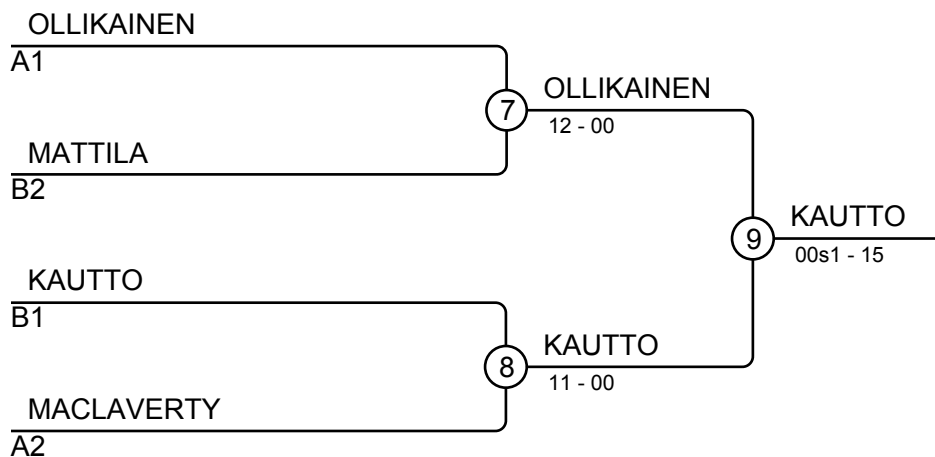 OLLIKAINEN
A1
7
OLLIKAINEN
12 - 00
MATTILA
B2
9
KAUTTO
00s1 - 15
KAUTTO
B1
8
KAUTTO
11 - 00
MACLAVERTY
A2